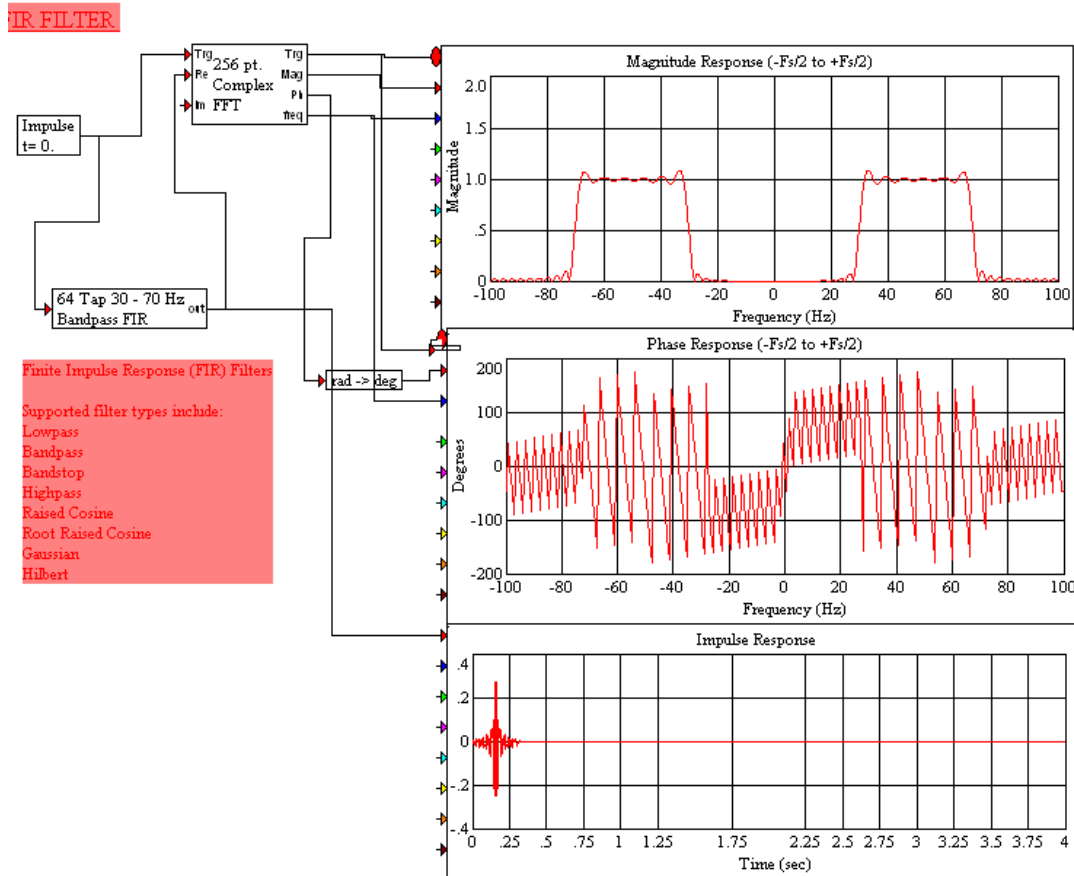 FIR FILTER
Trg
Re
Im
256 pt.
Complex
FFT
Trg
Mag
Ph
freq
Impulse
t= 0.
64 Tap 30 - 70 Hz
Bandpass FIR
out
rad -> deg
Finite Impulse Response (FIR) Filters
Supported filter types include:
Lowpass
Bandpass
Bandstop
Highpass
Raised Cosine
Root Raised Cosine
Gaussian
Hilbert
Magnitude Response (-Fs/2 to +Fs/2)
Magnitude
2.0
1.5
1.0
.5
0
-100 -80 -60 -40 -20 0 20 40 60 80 100
Frequency (Hz)
Phase Response (-Fs/2 to +Fs/2)
Degrees
200
100
0
-100
-200
-100 -80 -60 -40 -20 0 20 40 60 80 100
Frequency (Hz)
Impulse Response
.4
.2
0
-.2
-.4
0 .25 .5 .75 1 1.25 1.75 2.25 2.5 2.75 3 3.25 3.5 3.75 4
Time (sec)